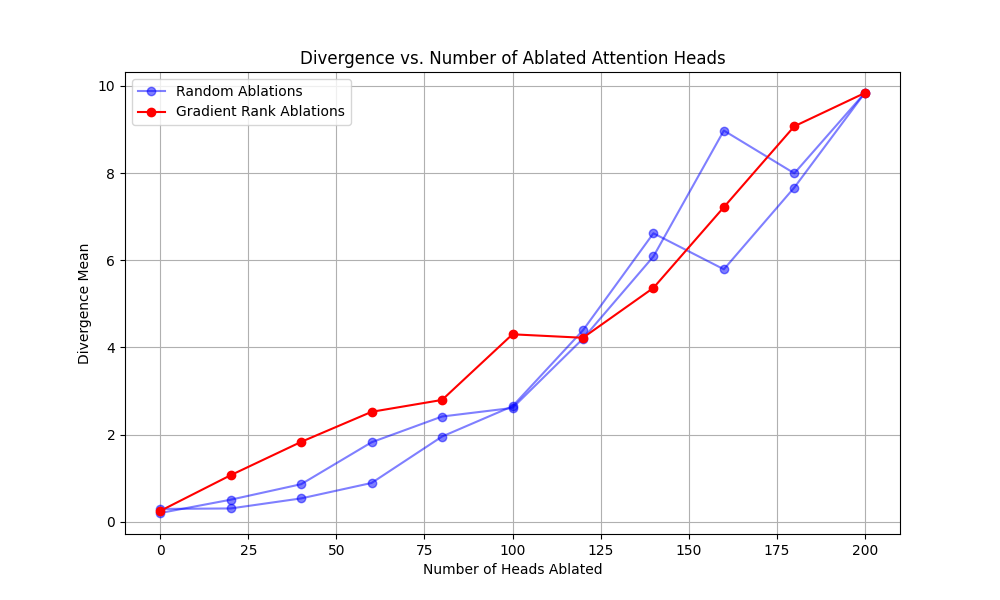 Divergence vs. Number of Ablated Attention Heads
Random Ablations
Gradient Rank Ablations
10
8
6
4
2
0
Divergence Mean
0 25 50 75 100 125 150 175 200
Number of Heads Ablated